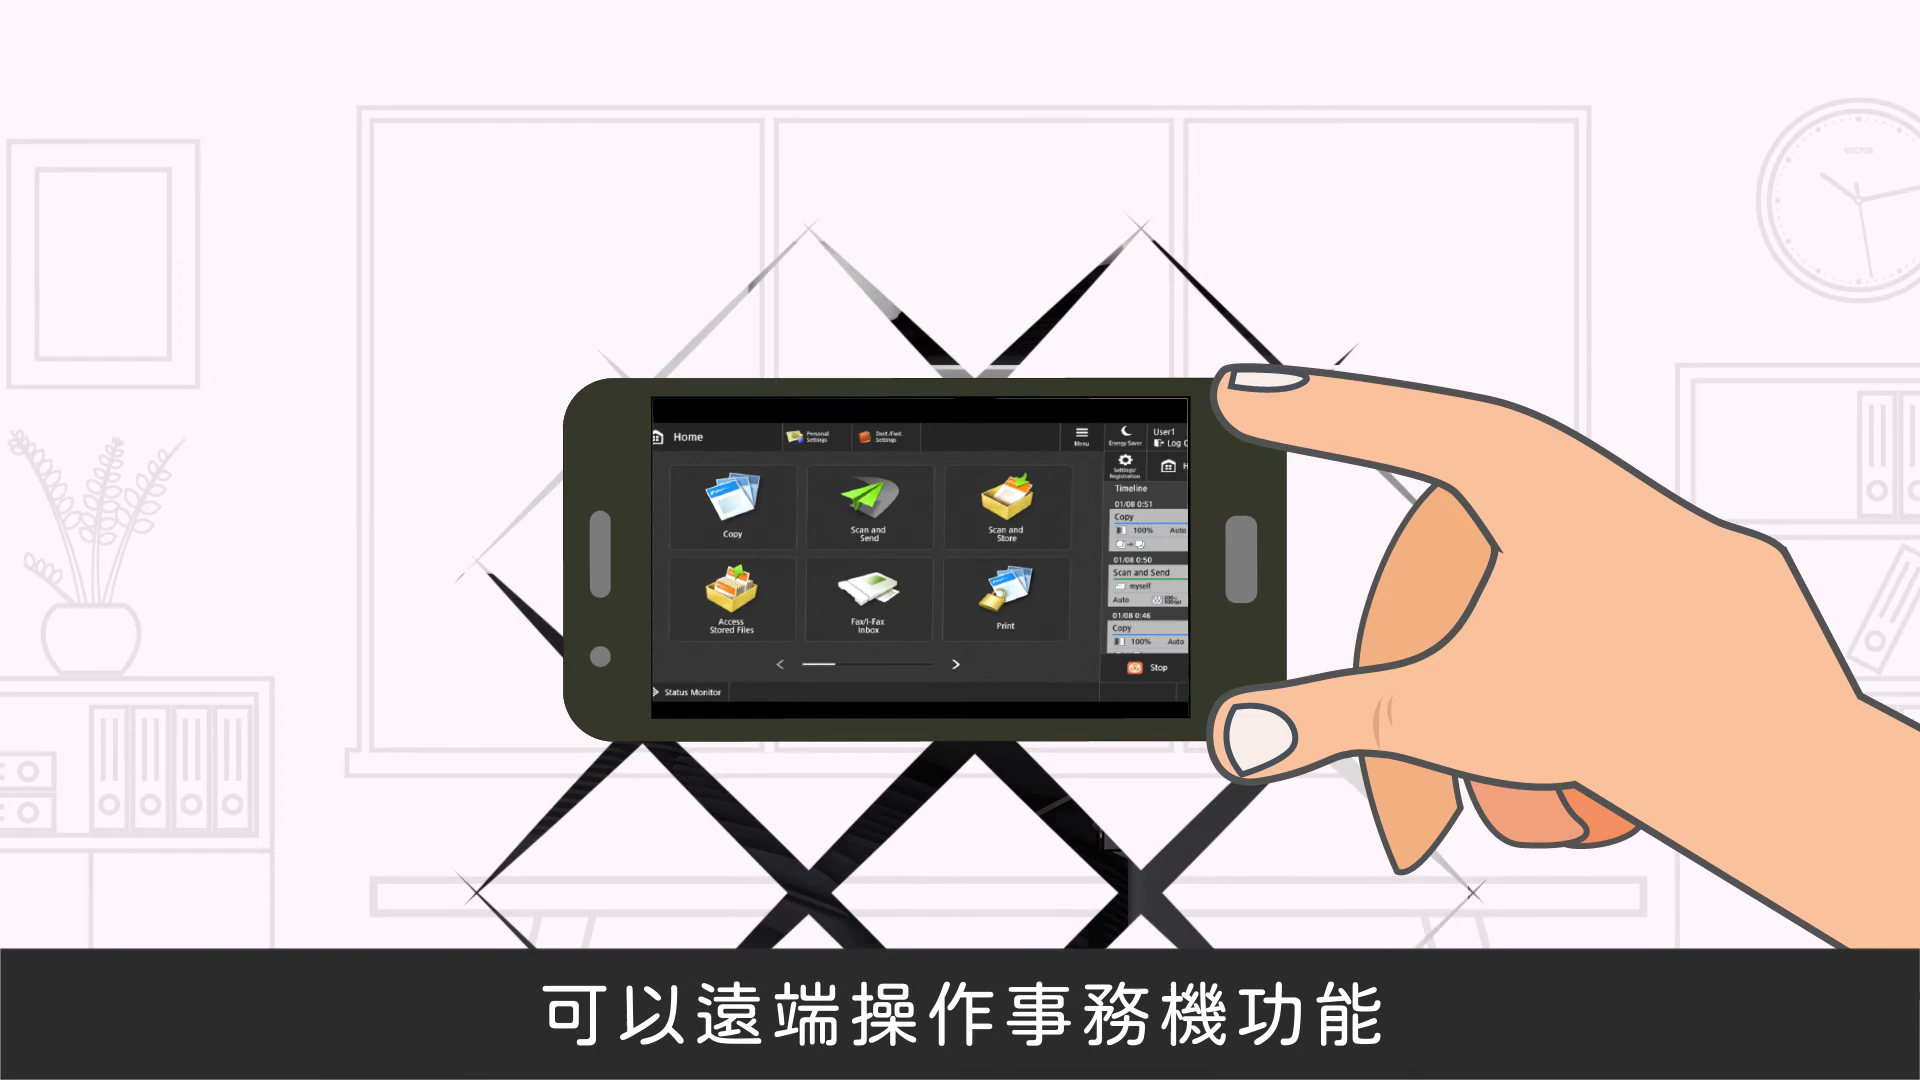 VECTOR
Home
Personal
Settings
Dest./Fwd.
Settings
Menu
Energy Saver
User1
Log
Settings/
Registration
H
Copy
Scan and
Send
Scan and
Store
Access
Stored Files
Fax/I-Fax
Inbox
Print
Timeline
01/08 0:51
Copy
100% Auto
01/08 0:50
Scan and Send
myself
Auto
01/08 0:46
Copy
100% Auto
Stop
Status Monitor
可以遠端操作事務機功能